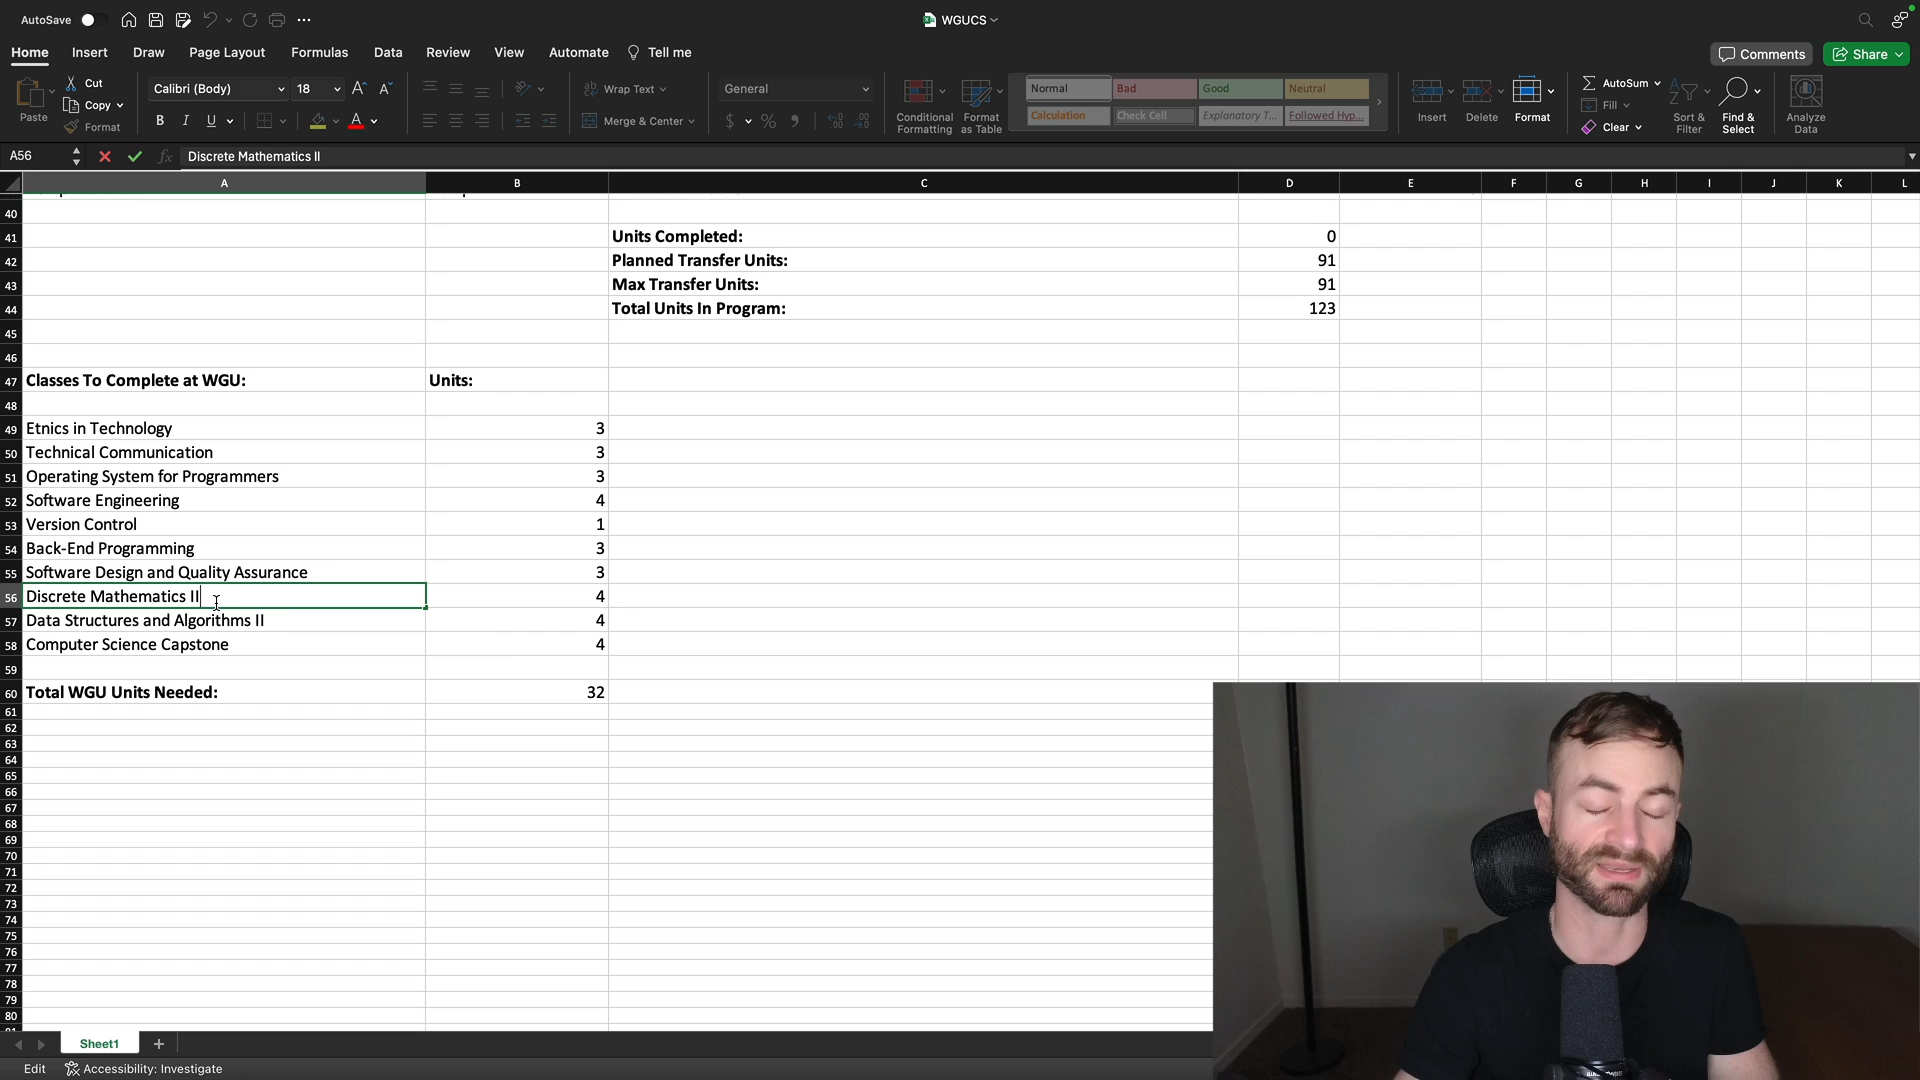 AutoSave
WGUCS
Home Insert Draw Page Layout Formulas Data Review View Automate Tell me
Comments Share
Paste Cut Copy Format
Calibri (Body) 18
B I U A
Wrap Text
Merge & Center
General
$ %
Conditional Formatting
Format as Table
Normal Bad Good Neutral
Calculation Check Cell Explanatory T... Followed Hyp...
Insert Delete Format
AutoSum
Fill
Clear
Sort & Filter
Find & Select
Analyze Data
A56 fx Discrete Mathematics II
A B C D E F G H I J K L
40
41 Units Completed: 0
42 Planned Transfer Units: 91
43 Max Transfer Units: 91
44 Total Units In Program: 123
45
46
47 Classes To Complete at WGU: Units:
48
49 Etnics in Technology 3
50 Technical Communication 3
51 Operating System for Programmers 3
52 Software Engineering 4
53 Version Control 1
54 Back-End Programming 3
55 Software Design and Quality Assurance 3
56 Discrete Mathematics II 4
57 Data Structures and Algorithms II 4
58 Computer Science Capstone 4
59
60 Total WGU Units Needed: 32
61
62
63
64
65
66
67
68
69
70
71
72
73
74
75
76
77
78
79
80
Sheet1
Edit Accessibility: Investigate